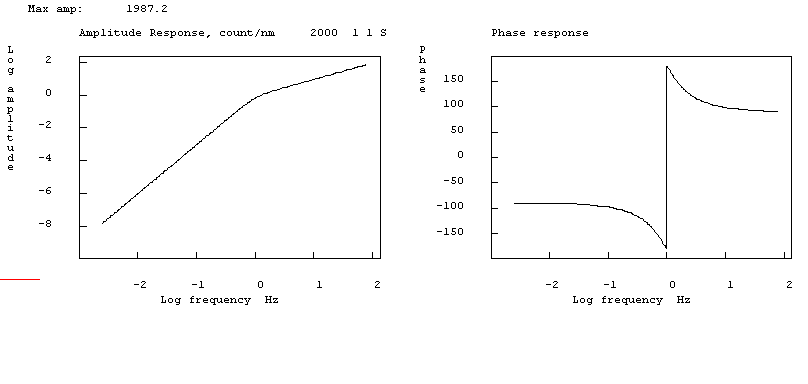 Max amp: 1987.2
Amplitude Response, count/nm 2000 1 1 S
Log amplitude
2
0
-2
-4
-6
-8
-2 -1 0 1 2
Log frequency Hz
Phase response
Phase
150
100
50
0
-50
-100
-150
-2 -1 0 1 2
Log frequency Hz